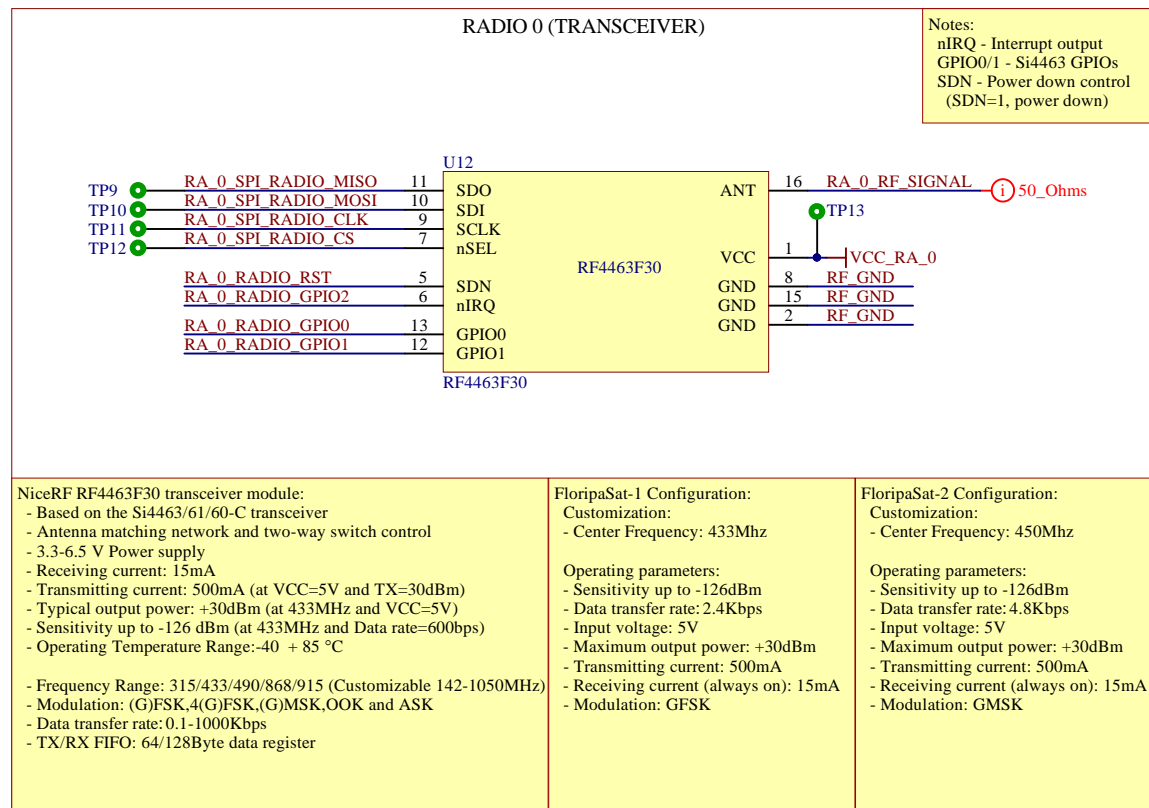 RADIO 0 (TRANSCEIVER)
Notes:
nIRQ - Interrupt output
GPIO0/1 - Si4463 GPIOs
SDN - Power down control
(SDN=1, power down)
U12
TP9 RA_0_SPI_RADIO_MISO 11 SDO
TP10 RA_0_SPI_RADIO_MOSI 10 SDI
TP11 RA_0_SPI_RADIO_CLK 9 SCLK
TP12 RA_0_SPI_RADIO_CS 7 nSEL
RA_0_RADIO_RST 5 SDN
RA_0_RADIO_GPIO2 6 nIRQ
RA_0_RADIO_GPIO0 13 GPIO0
RA_0_RADIO_GPIO1 12 GPIO1
RF4463F30
ANT 16 RA_0_RF_SIGNAL i 50_Ohms
TP13
VCC 1 VCC_RA_0
GND 8 RF_GND
GND 15 RF_GND
GND 2 RF_GND
RF4463F30
NiceRF RF4463F30 transceiver module:
- Based on the Si4463/61/60-C transceiver
- Antenna matching network and two-way switch control
- 3.3-6.5 V Power supply
- Receiving current: 15mA
- Transmitting current: 500mA (at VCC=5V and TX=30dBm)
- Typical output power: +30dBm (at 433MHz and VCC=5V)
- Sensitivity up to -126 dBm (at 433MHz and Data rate=600bps)
- Operating Temperature Range:-40 + 85 °C
- Frequency Range: 315/433/490/868/915 (Customizable 142-1050MHz)
- Modulation: (G)FSK,4(G)FSK,(G)MSK,OOK and ASK
- Data transfer rate: 0.1-1000Kbps
- TX/RX FIFO: 64/128Byte data register
FloripaSat-1 Configuration:
Customization:
- Center Frequency: 433Mhz
Operating parameters:
- Sensitivity up to -126dBm
- Data transfer rate: 2.4Kbps
- Input voltage: 5V
- Maximum output power: +30dBm
- Transmitting current: 500mA
- Receiving current (always on): 15mA
- Modulation: GFSK
FloripaSat-2 Configuration:
Customization:
- Center Frequency: 450Mhz
Operating parameters:
- Sensitivity up to -126dBm
- Data transfer rate: 4.8Kbps
- Input voltage: 5V
- Maximum output power: +30dBm
- Transmitting current: 500mA
- Receiving current (always on): 15mA
- Modulation: GMSK